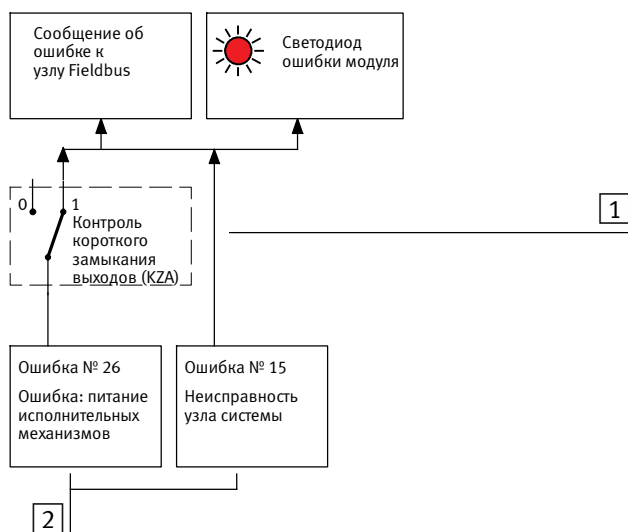 Сообщение об
ошибке к
узлу Fieldbus
Светодиод
ошибки модуля
0
1
Контроль
короткого
замыкания
выходов (KZA)
1
Ошибка № 26
Ошибка: питание
исполнительных
механизмов
Ошибка № 15
Неисправность
узла системы
2